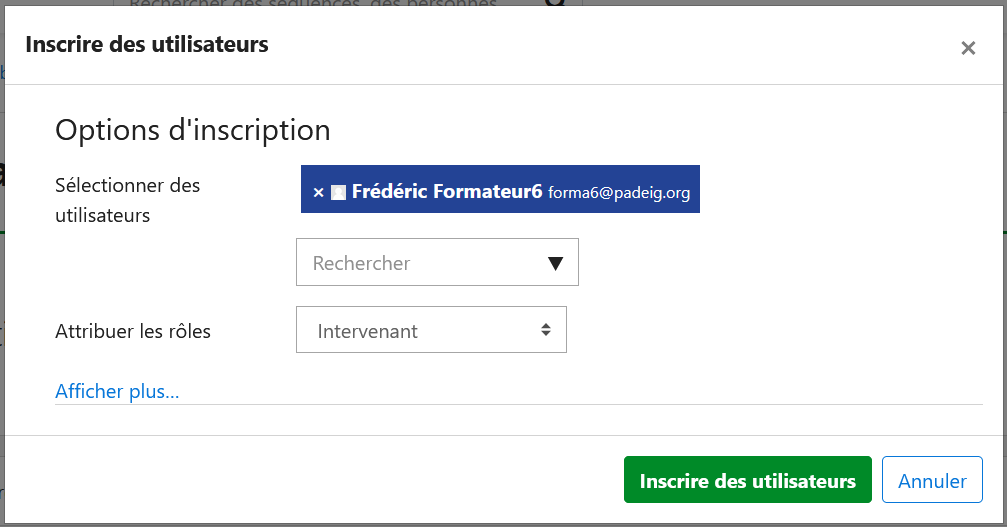 Rechercher des séquences, des personnes
Inscrire des utilisateurs
×
Options d'inscription
Sélectionner des
utilisateurs
× Frédéric Formateur6 forma6@padeig.org
Rechercher
Attribuer les rôles
Intervenant
Afficher plus...
Inscrire des utilisateurs
Annuler